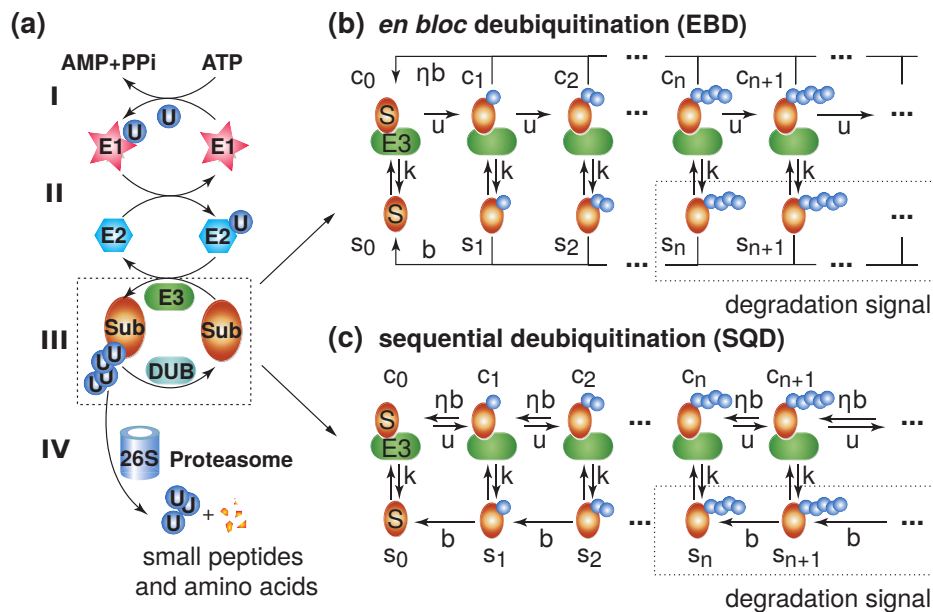 (a)
AMP+PPi ATP
I
U U
E1 E1
II
E2 E2 U
E3
III
Sub Sub
U U U U
DUB
IV
26S Proteasome
U U U +
small peptides
and amino acids
(b) en bloc deubiquitination (EBD)
c0 ηb c1 c2 ... cn cn+1 ...
S
E3 u u u u ...
k k k k k
S
s0 b s1 s2 ... sn sn+1 ... ...
degradation signal
(c) sequential deubiquitination (SQD)
c0 c1 c2 cn cn+1
ηb ηb ηb ηb
S ... ...
E3 u u u u
k k k k k
S ... ...
b b b b
s0 s1 s2 sn sn+1
degradation signal